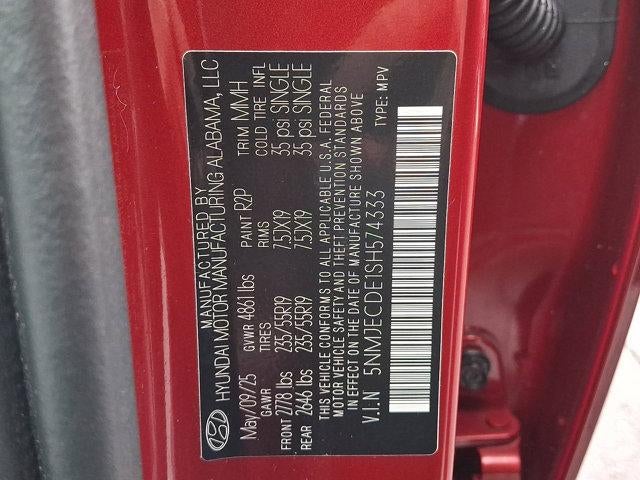 MANUFACTURED BY
HYUNDAI MOTOR MANUFACTURING ALABAMA, LLC
May/09/25 GVWR 4861 lbs PAINT R2P TRIM MMH
GAWR TIRES RIMS COLD TIRE INFL
FRONT 2778 lbs 235/55R19 7.5JX19 35 psi SINGLE
REAR 2646 lbs 235/55R19 7.5JX19 35 psi SINGLE
THIS VEHICLE CONFORMS TO ALL APPLICABLE U.S.A. FEDERAL
MOTOR VEHICLE SAFETY AND THEFT PREVENTION STANDARDS
IN EFFECT ON THE DATE OF MANUFACTURE SHOWN ABOVE
V.I.N 5NMJECDE1SH574333 TYPE: MPV